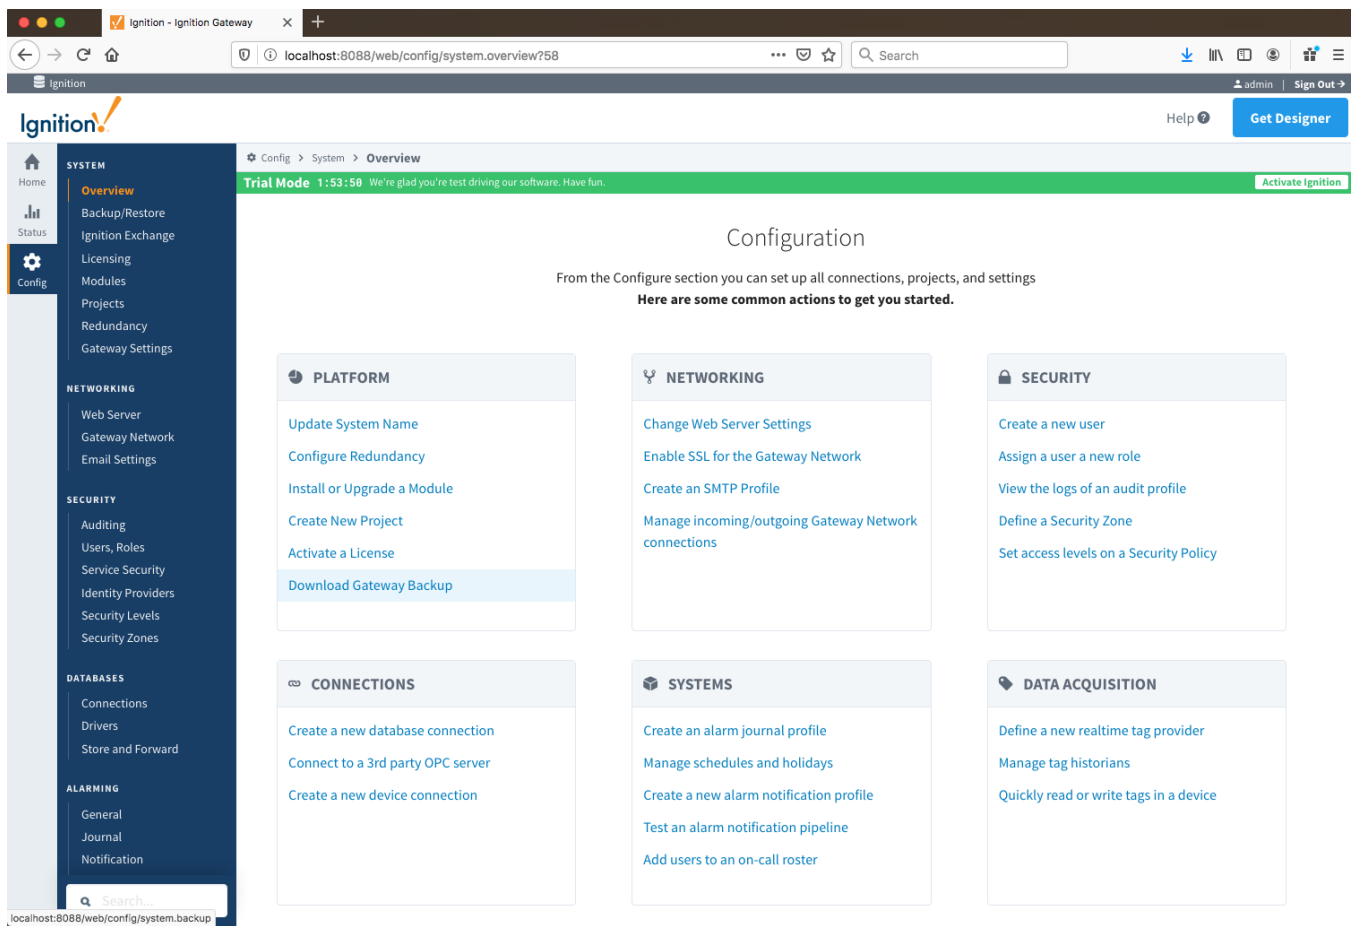 Ignition - Ignition Gateway
localhost:8088/web/config/system.overview?58
Search
Ignition
admin | Sign Out
Ignition!
Help
Get Designer
Home
Status
Config
SYSTEM
Overview
Backup/Restore
Ignition Exchange
Licensing
Modules
Projects
Redundancy
Gateway Settings
NETWORKING
Web Server
Gateway Network
Email Settings
SECURITY
Auditing
Users, Roles
Service Security
Identity Providers
Security Levels
Security Zones
DATABASES
Connections
Drivers
Store and Forward
ALARMING
General
Journal
Notification
Search...
localhost:8088/web/config/system.backup
Config > System > Overview
Trial Mode 1:53:50 We're glad you're test driving our software. Have fun.
Activate Ignition
Configuration
From the Configure section you can set up all connections, projects, and settings
Here are some common actions to get you started.
PLATFORM
Update System Name
Configure Redundancy
Install or Upgrade a Module
Create New Project
Activate a License
Download Gateway Backup
NETWORKING
Change Web Server Settings
Enable SSL for the Gateway Network
Create an SMTP Profile
Manage incoming/outgoing Gateway Network
connections
SECURITY
Create a new user
Assign a user a new role
View the logs of an audit profile
Define a Security Zone
Set access levels on a Security Policy
CONNECTIONS
Create a new database connection
Connect to a 3rd party OPC server
Create a new device connection
SYSTEMS
Create an alarm journal profile
Manage schedules and holidays
Create a new alarm notification profile
Test an alarm notification pipeline
Add users to an on-call roster
DATA ACQUISITION
Define a new realtime tag provider
Manage tag historians
Quickly read or write tags in a device